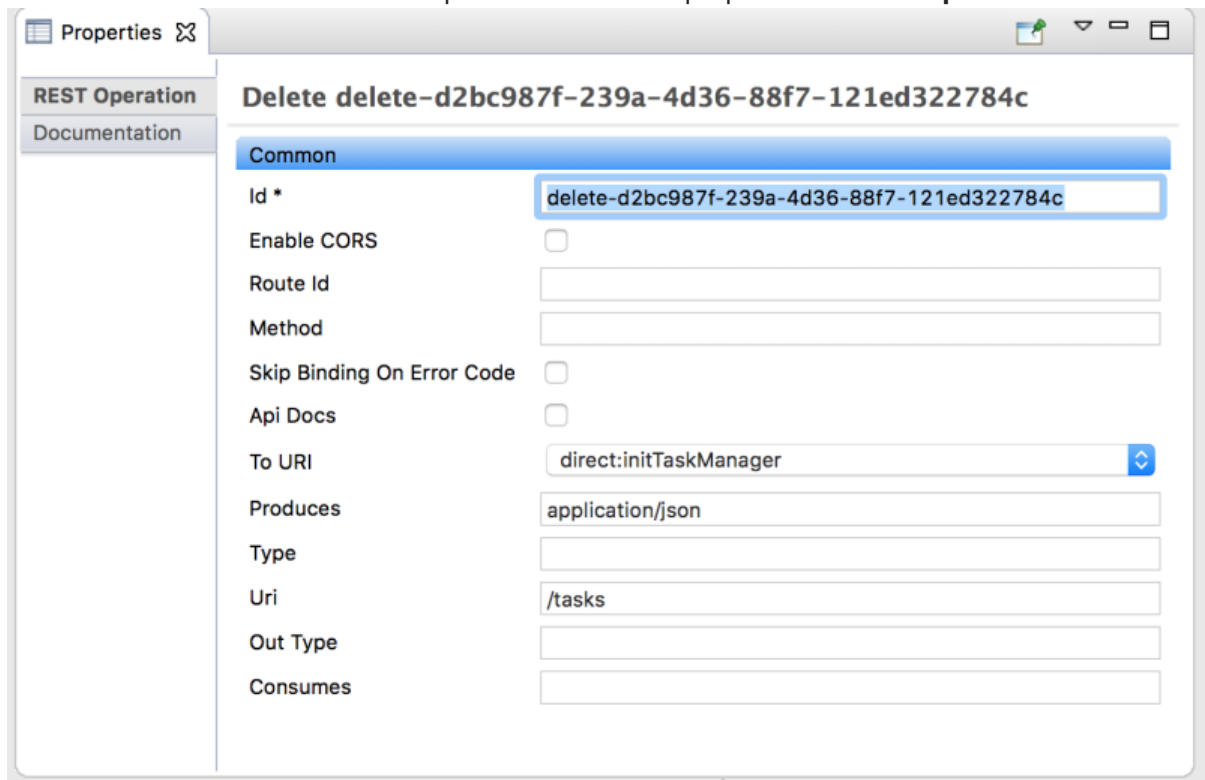 Properties
REST Operation
Documentation
Delete delete-d2bc987f-239a-4d36-88f7-121ed322784c
Common
Id * delete-d2bc987f-239a-4d36-88f7-121ed322784c
Enable CORS
Route Id
Method
Skip Binding On Error Code
Api Docs
To URI direct:initTaskManager
Produces application/json
Type
Uri /tasks
Out Type
Consumes